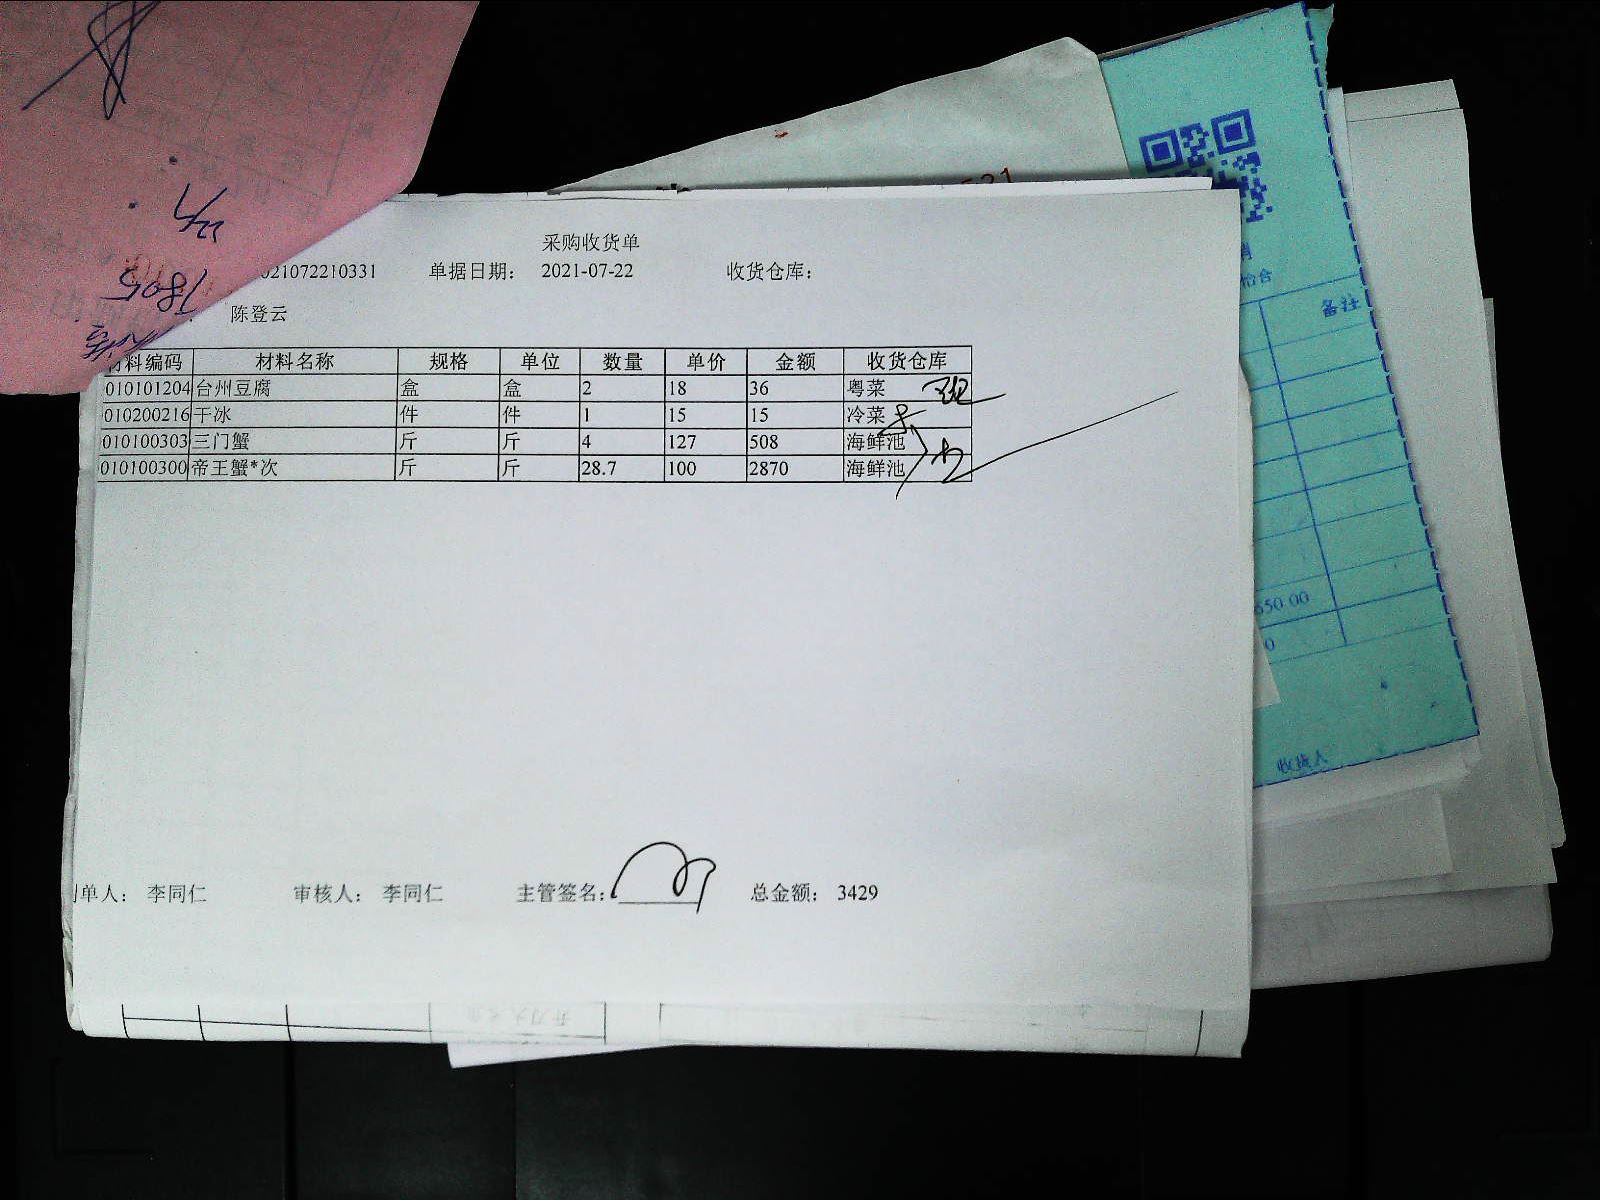 采购收货单
021072210331 单据日期： 2021-07-22 收货仓库：
陈登云
材料编码 材料名称 规格 单位 数量 单价 金额 收货仓库
010101204 台州豆腐 盒 盒 2 18 36 粤菜
010200216 干冰 件 件 1 15 15 冷菜
010100303 三门蟹 斤 斤 4 127 508 海鲜池
010100300 帝王蟹*次 斤 斤 28.7 100 2870 海鲜池
单人： 李同仁 审核人： 李同仁 主管签名： 总金额： 3429
7805
备注
650.00
0
收货人